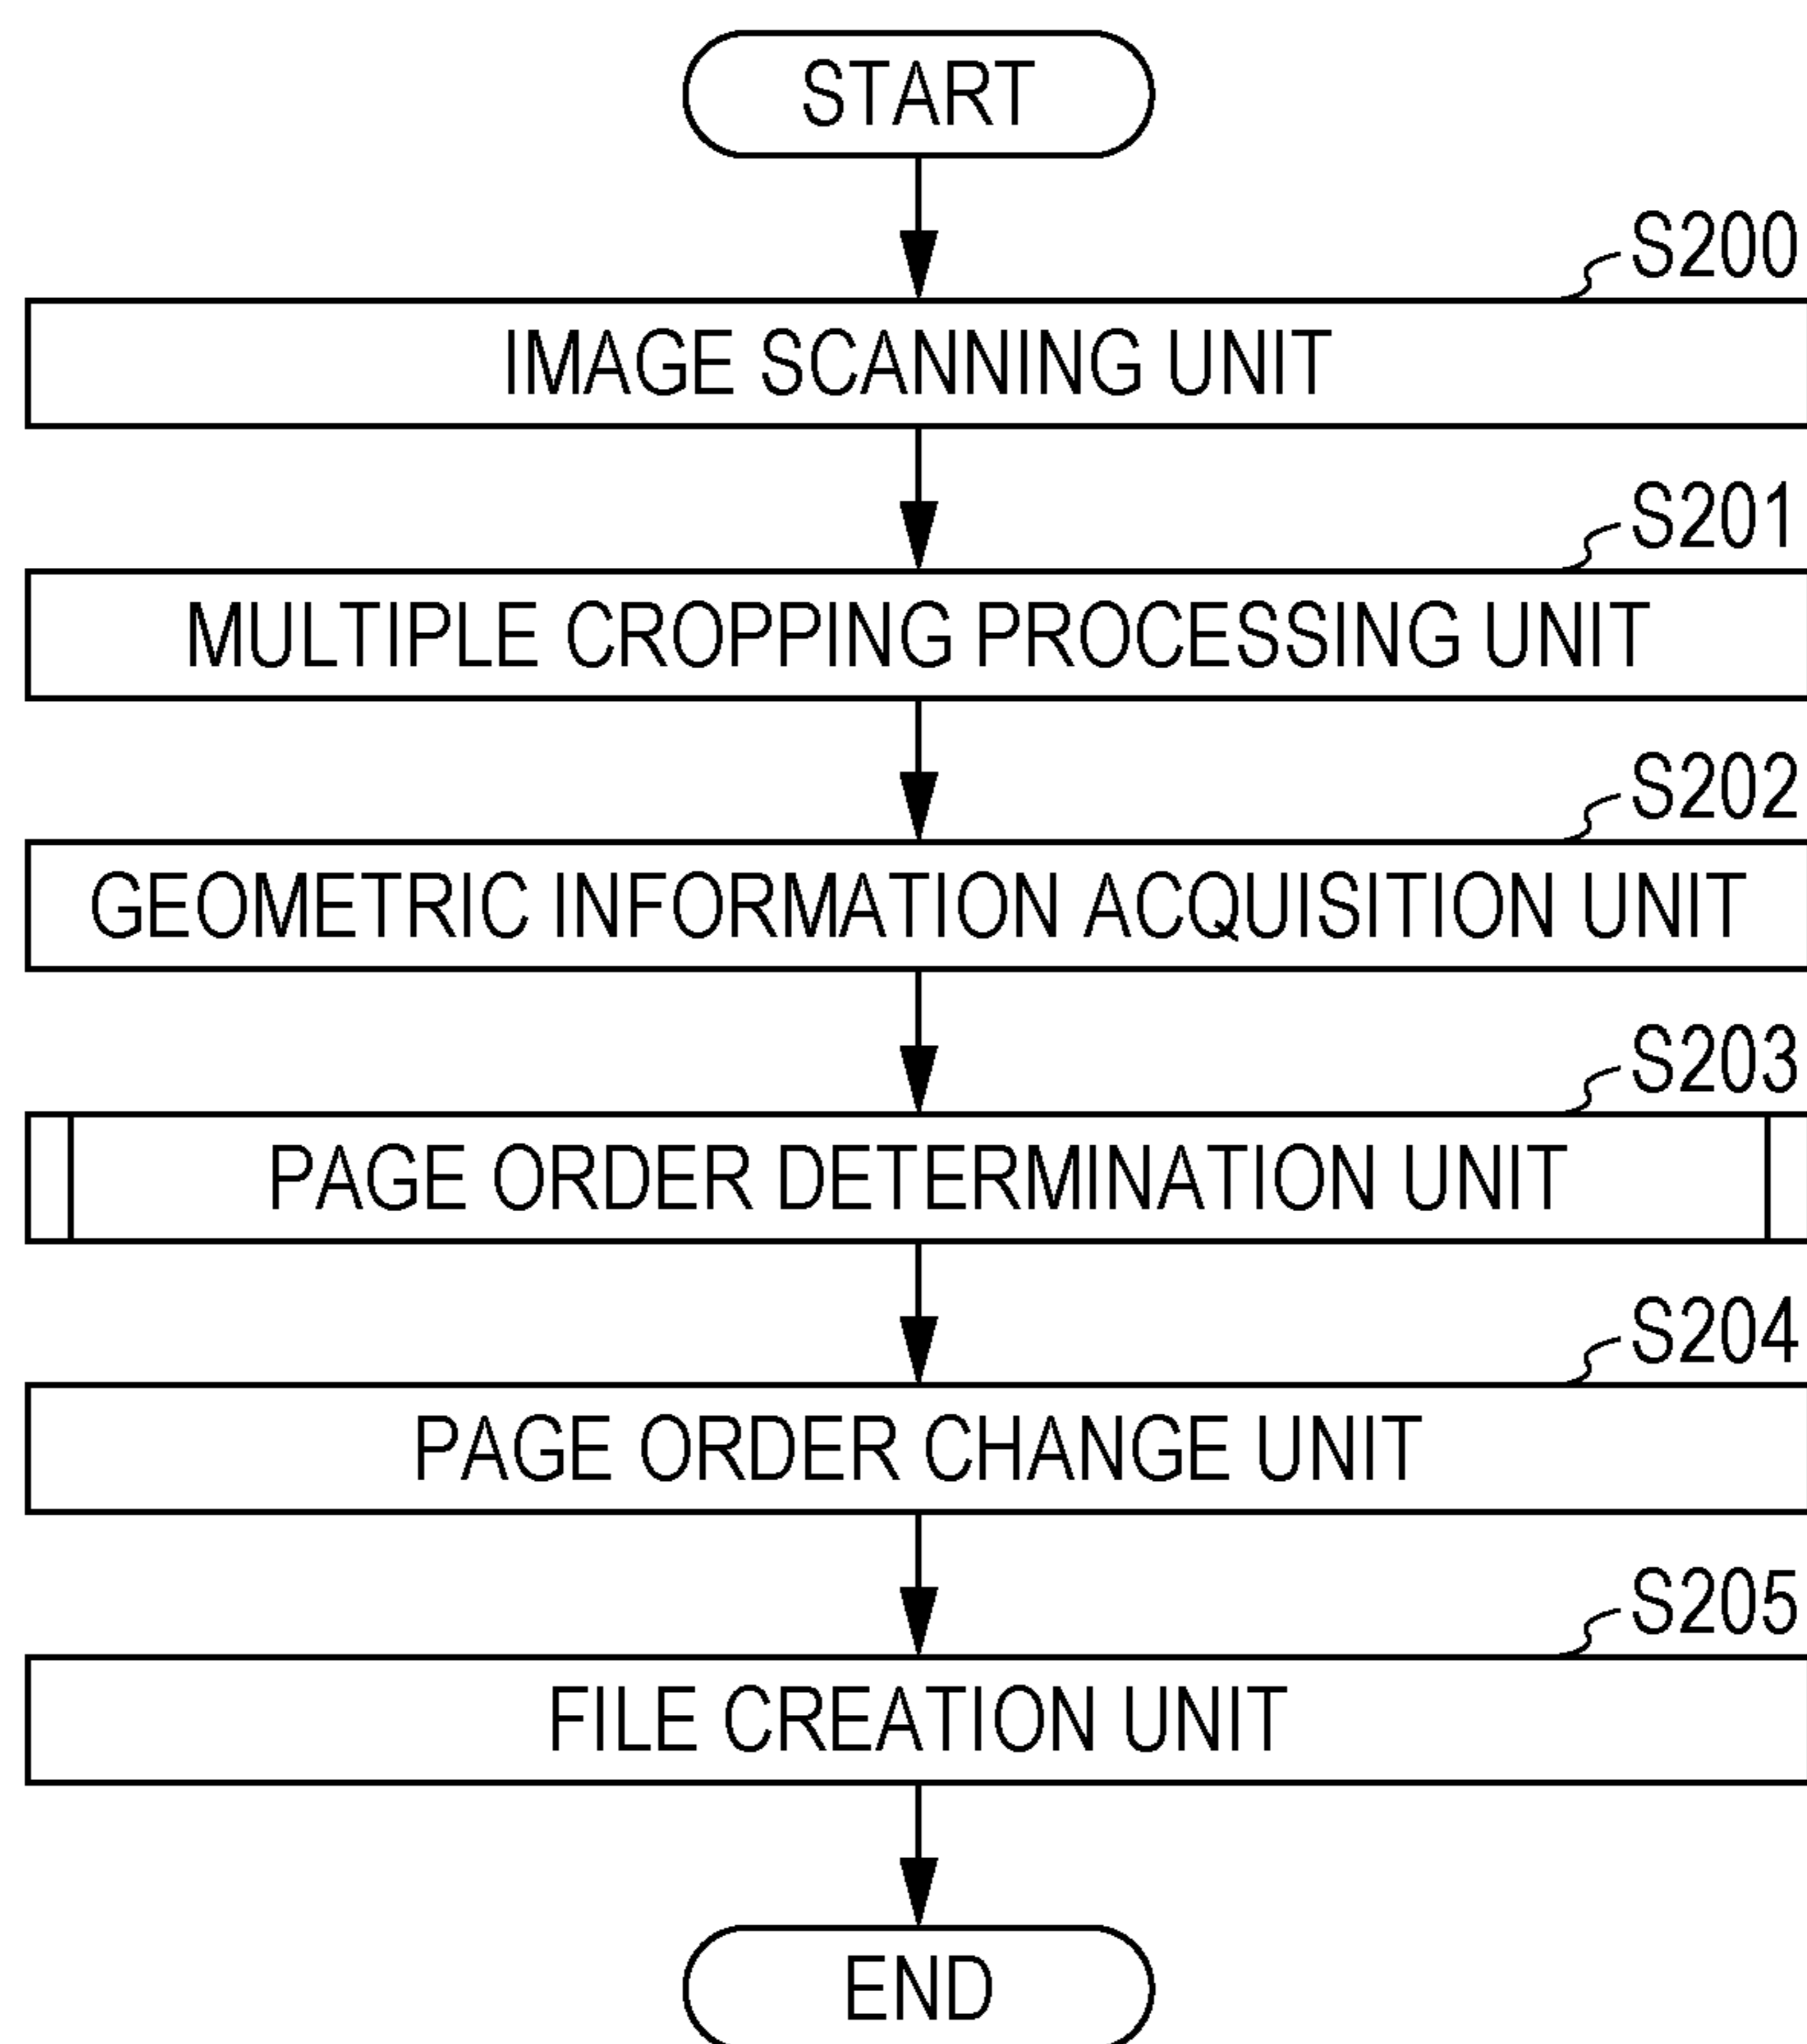 START
S200
IMAGE SCANNING UNIT
S201
MULTIPLE CROPPING PROCESSING UNIT
S202
GEOMETRIC INFORMATION ACQUISITION UNIT
S203
PAGE ORDER DETERMINATION UNIT
S204
PAGE ORDER CHANGE UNIT
S205
FILE CREATION UNIT
END